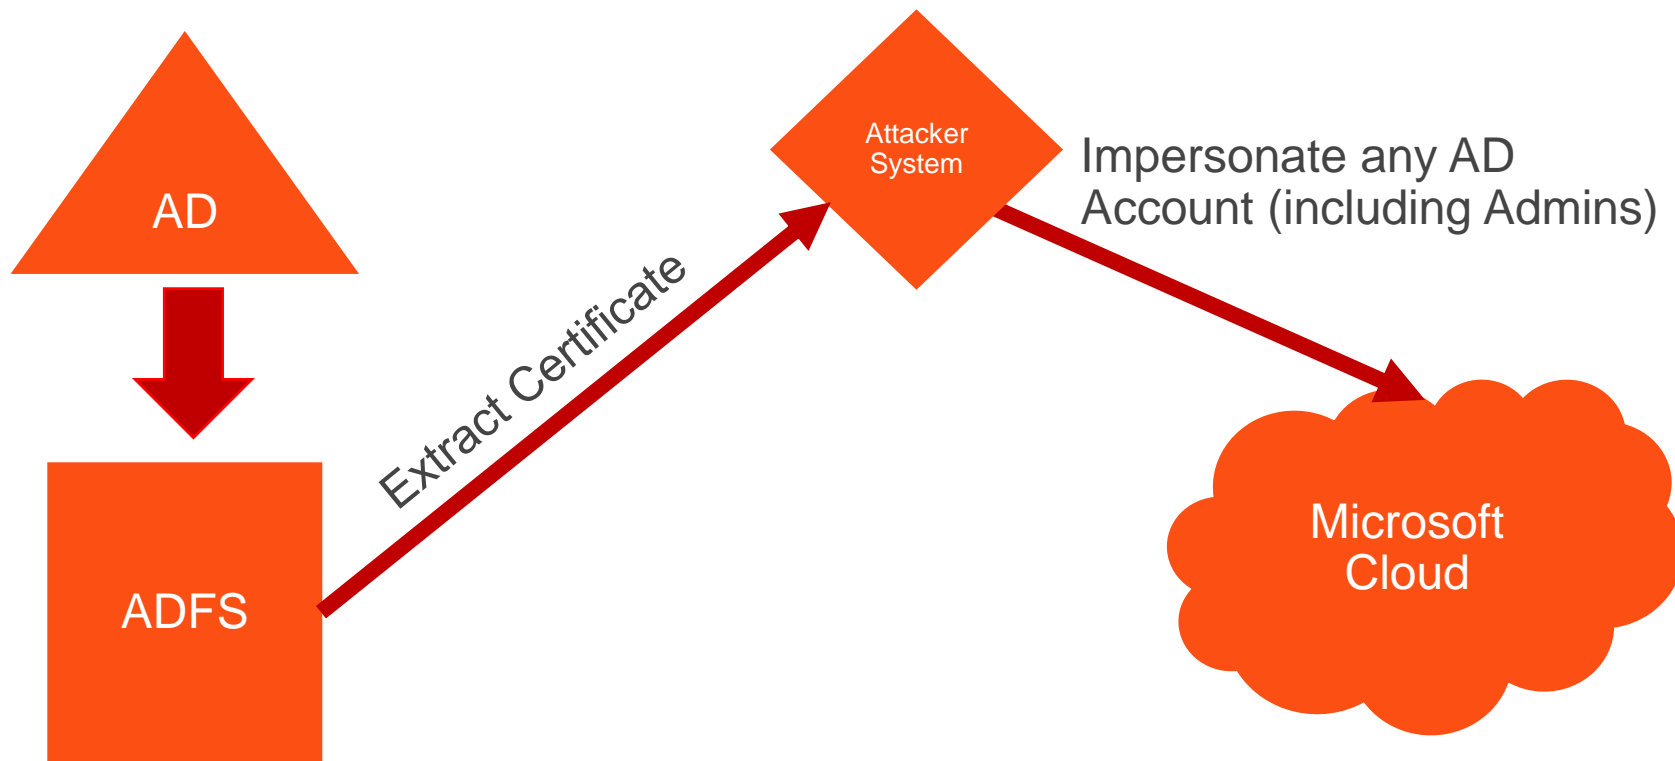 AD
Attacker
System
Impersonate any AD
Account (including Admins)
Extract Certificate
ADFS
Microsoft
Cloud